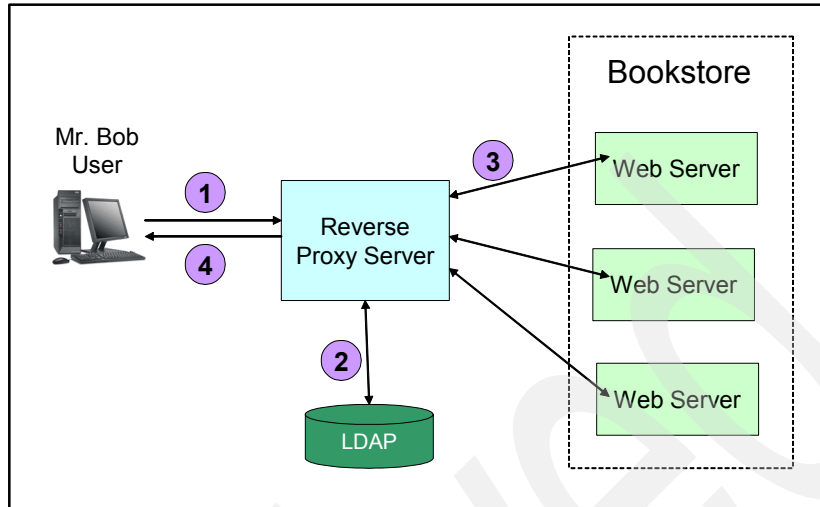 Bookstore
Mr. Bob
User
1
4
Reverse
Proxy Server
3
Web Server
Web Server
Web Server
2
LDAP